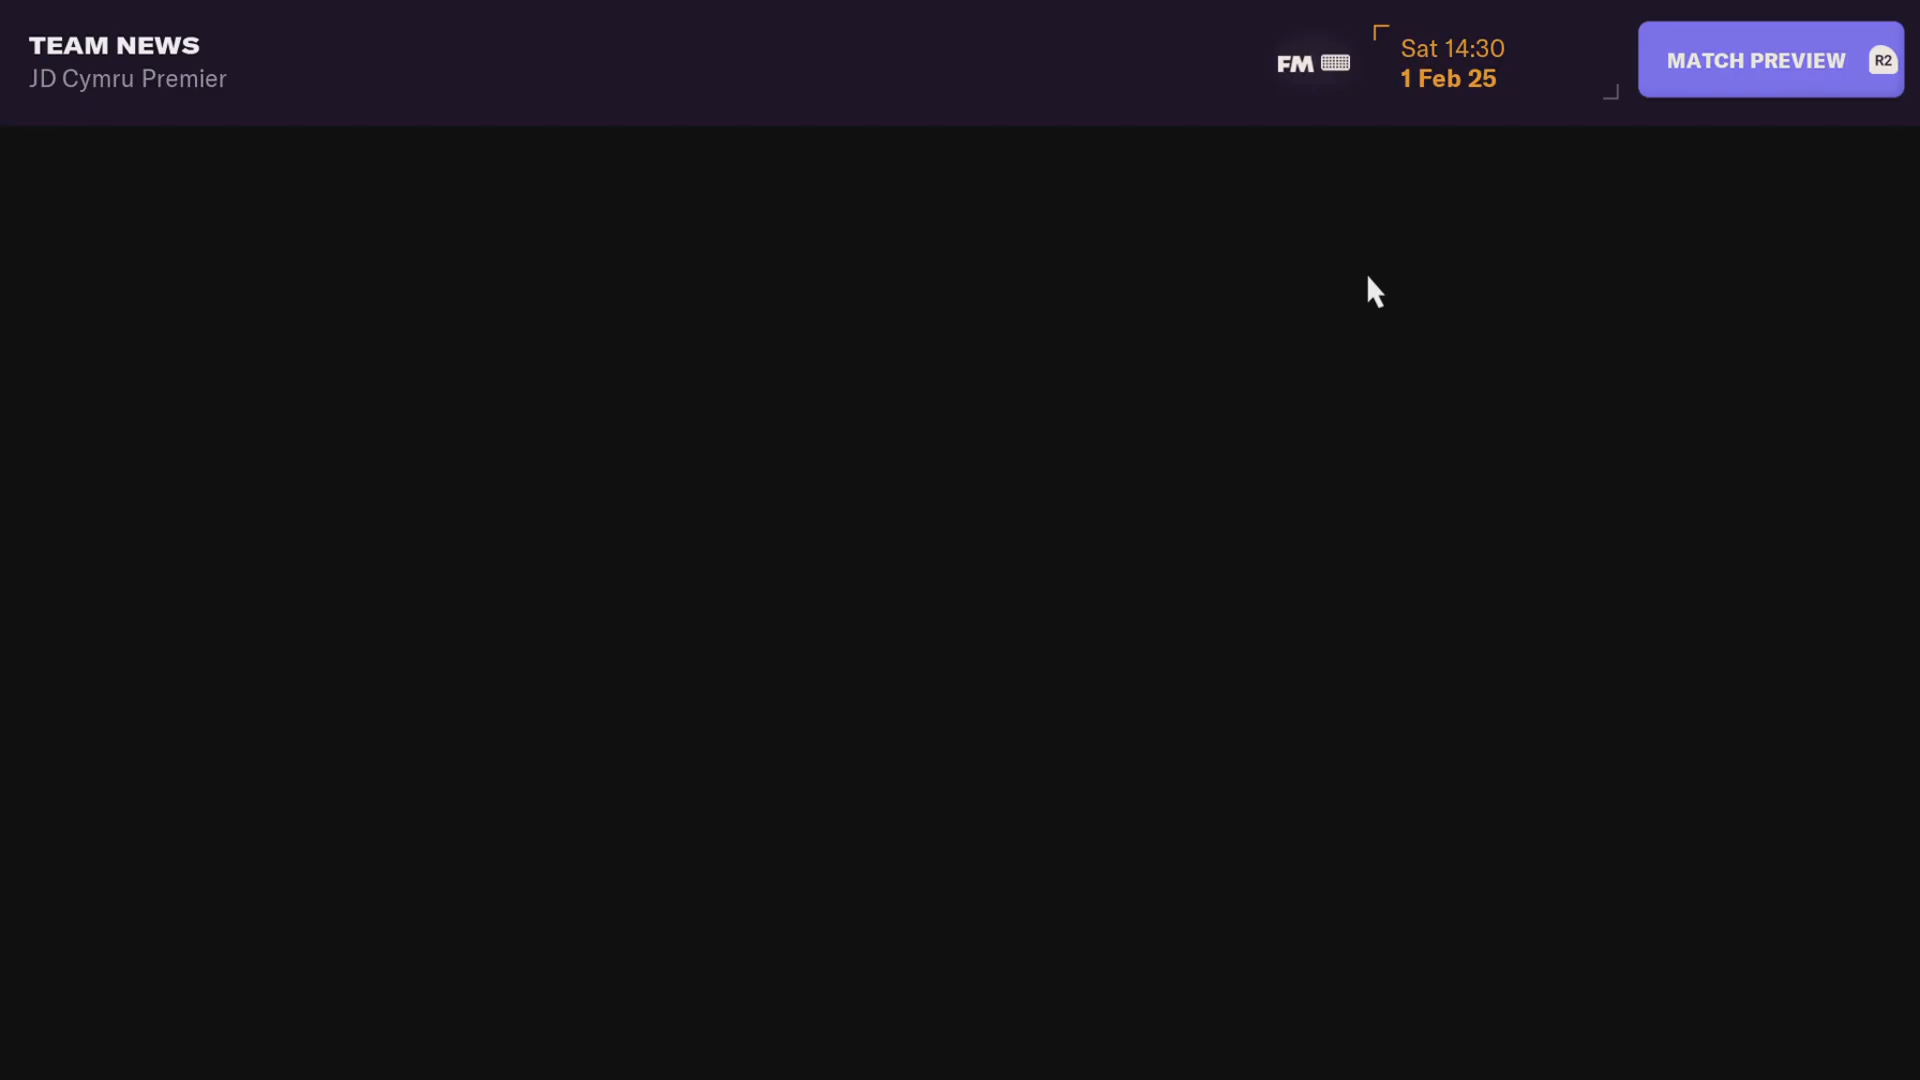 TEAM NEWS
JD Cymru Premier
FM
Sat 14:30
1 Feb 25
MATCH PREVIEW
R2